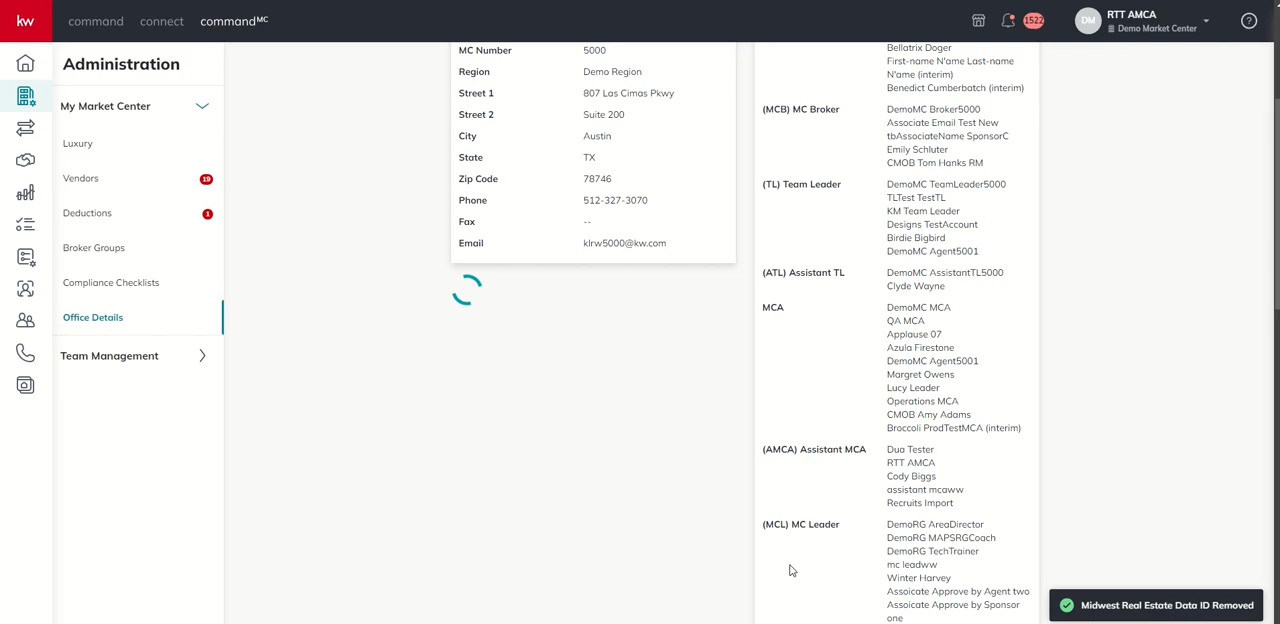 kw
command
connect
commandMC
1522
DM
RTT AMCA
Demo Market Center
?
Administration
My Market Center
Luxury
Vendors
19
Deductions
1
Broker Groups
Compliance Checklists
Office Details
Team Management
MC Number 5000
Region Demo Region
Street 1 807 Las Cimas Pkwy
Street 2 Suite 200
City Austin
State TX
Zip Code 78746
Phone 512-327-3070
Fax --
Email klrw5000@kw.com
Bellatrix Doger
First-name N'ame Last-name
N'ame (interim)
Benedict Cumberbatch (interim)
(MCB) MC Broker DemoMC Broker5000
Associate Email Test New
tbAssociateName SponsorC
Emily Schluter
CMOB Tom Hanks RM
(TL) Team Leader DemoMC TeamLeader5000
TLTest TestTL
KM Team Leader
Designs TestAccount
Birdie Bigbird
DemoMC Agent5001
(ATL) Assistant TL DemoMC AssistantTL5000
Clyde Wayne
MCA DemoMC MCA
QA MCA
Applause 07
Azula Firestone
DemoMC Agent5001
Margret Owens
Lucy Leader
Operations MCA
CMOB Amy Adams
Broccoli ProdTestMCA (interim)
(AMCA) Assistant MCA Dua Tester
RTT AMCA
Cody Biggs
assistant mcaww
Recruits Import
(MCL) MC Leader DemoRG AreaDirector
DemoRG MAPSRGCoach
DemoRG TechTrainer
mc leadww
Winter Harvey
Assoicate Approve by Agent two
Assoicate Approve by Sponsor
one
Midwest Real Estate Data ID Removed